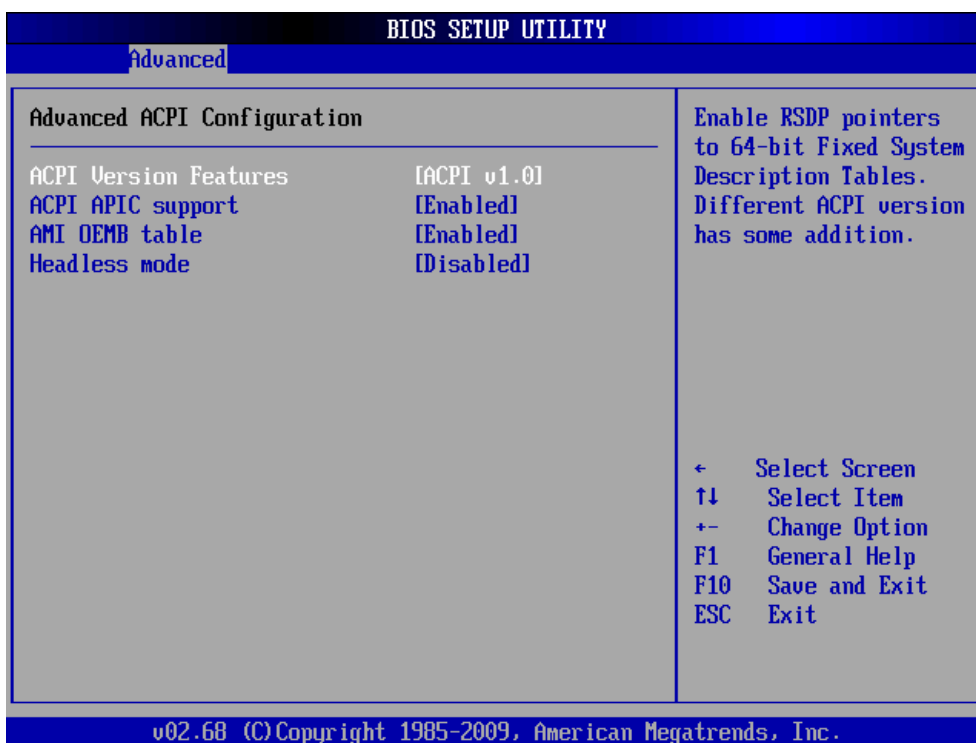 BIOS SETUP UTILITY
Advanced
Advanced ACPI Configuration
ACPI Version Features [ACPI v1.0]
ACPI APIC support [Enabled]
AMI OEMB table [Enabled]
Headless mode [Disabled]
Enable RSDP pointers
to 64-bit Fixed System
Description Tables.
Different ACPI version
has some addition.
← Select Screen
↑↓ Select Item
+- Change Option
F1 General Help
F10 Save and Exit
ESC Exit
v02.68 (C)Copyright 1985-2009, American Megatrends, Inc.